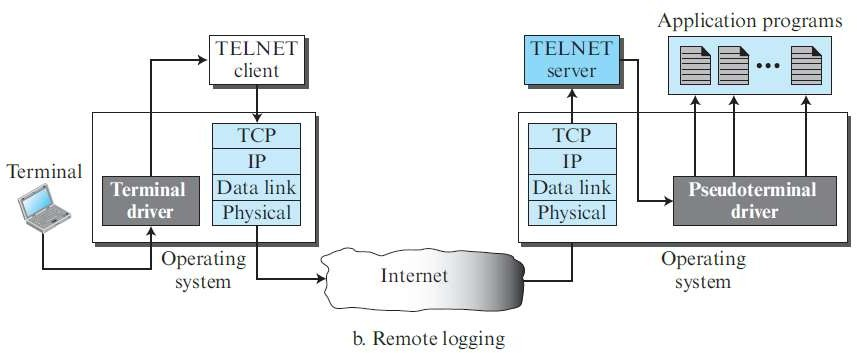 Application programs
TELNET
client
TELNET
server
TCP
IP
Data link
Physical
TCP
IP
Data link
Physical
Terminal
Terminal
driver
Pseudoterminal
driver
Operating
system
Internet
Operating
system
b. Remote logging